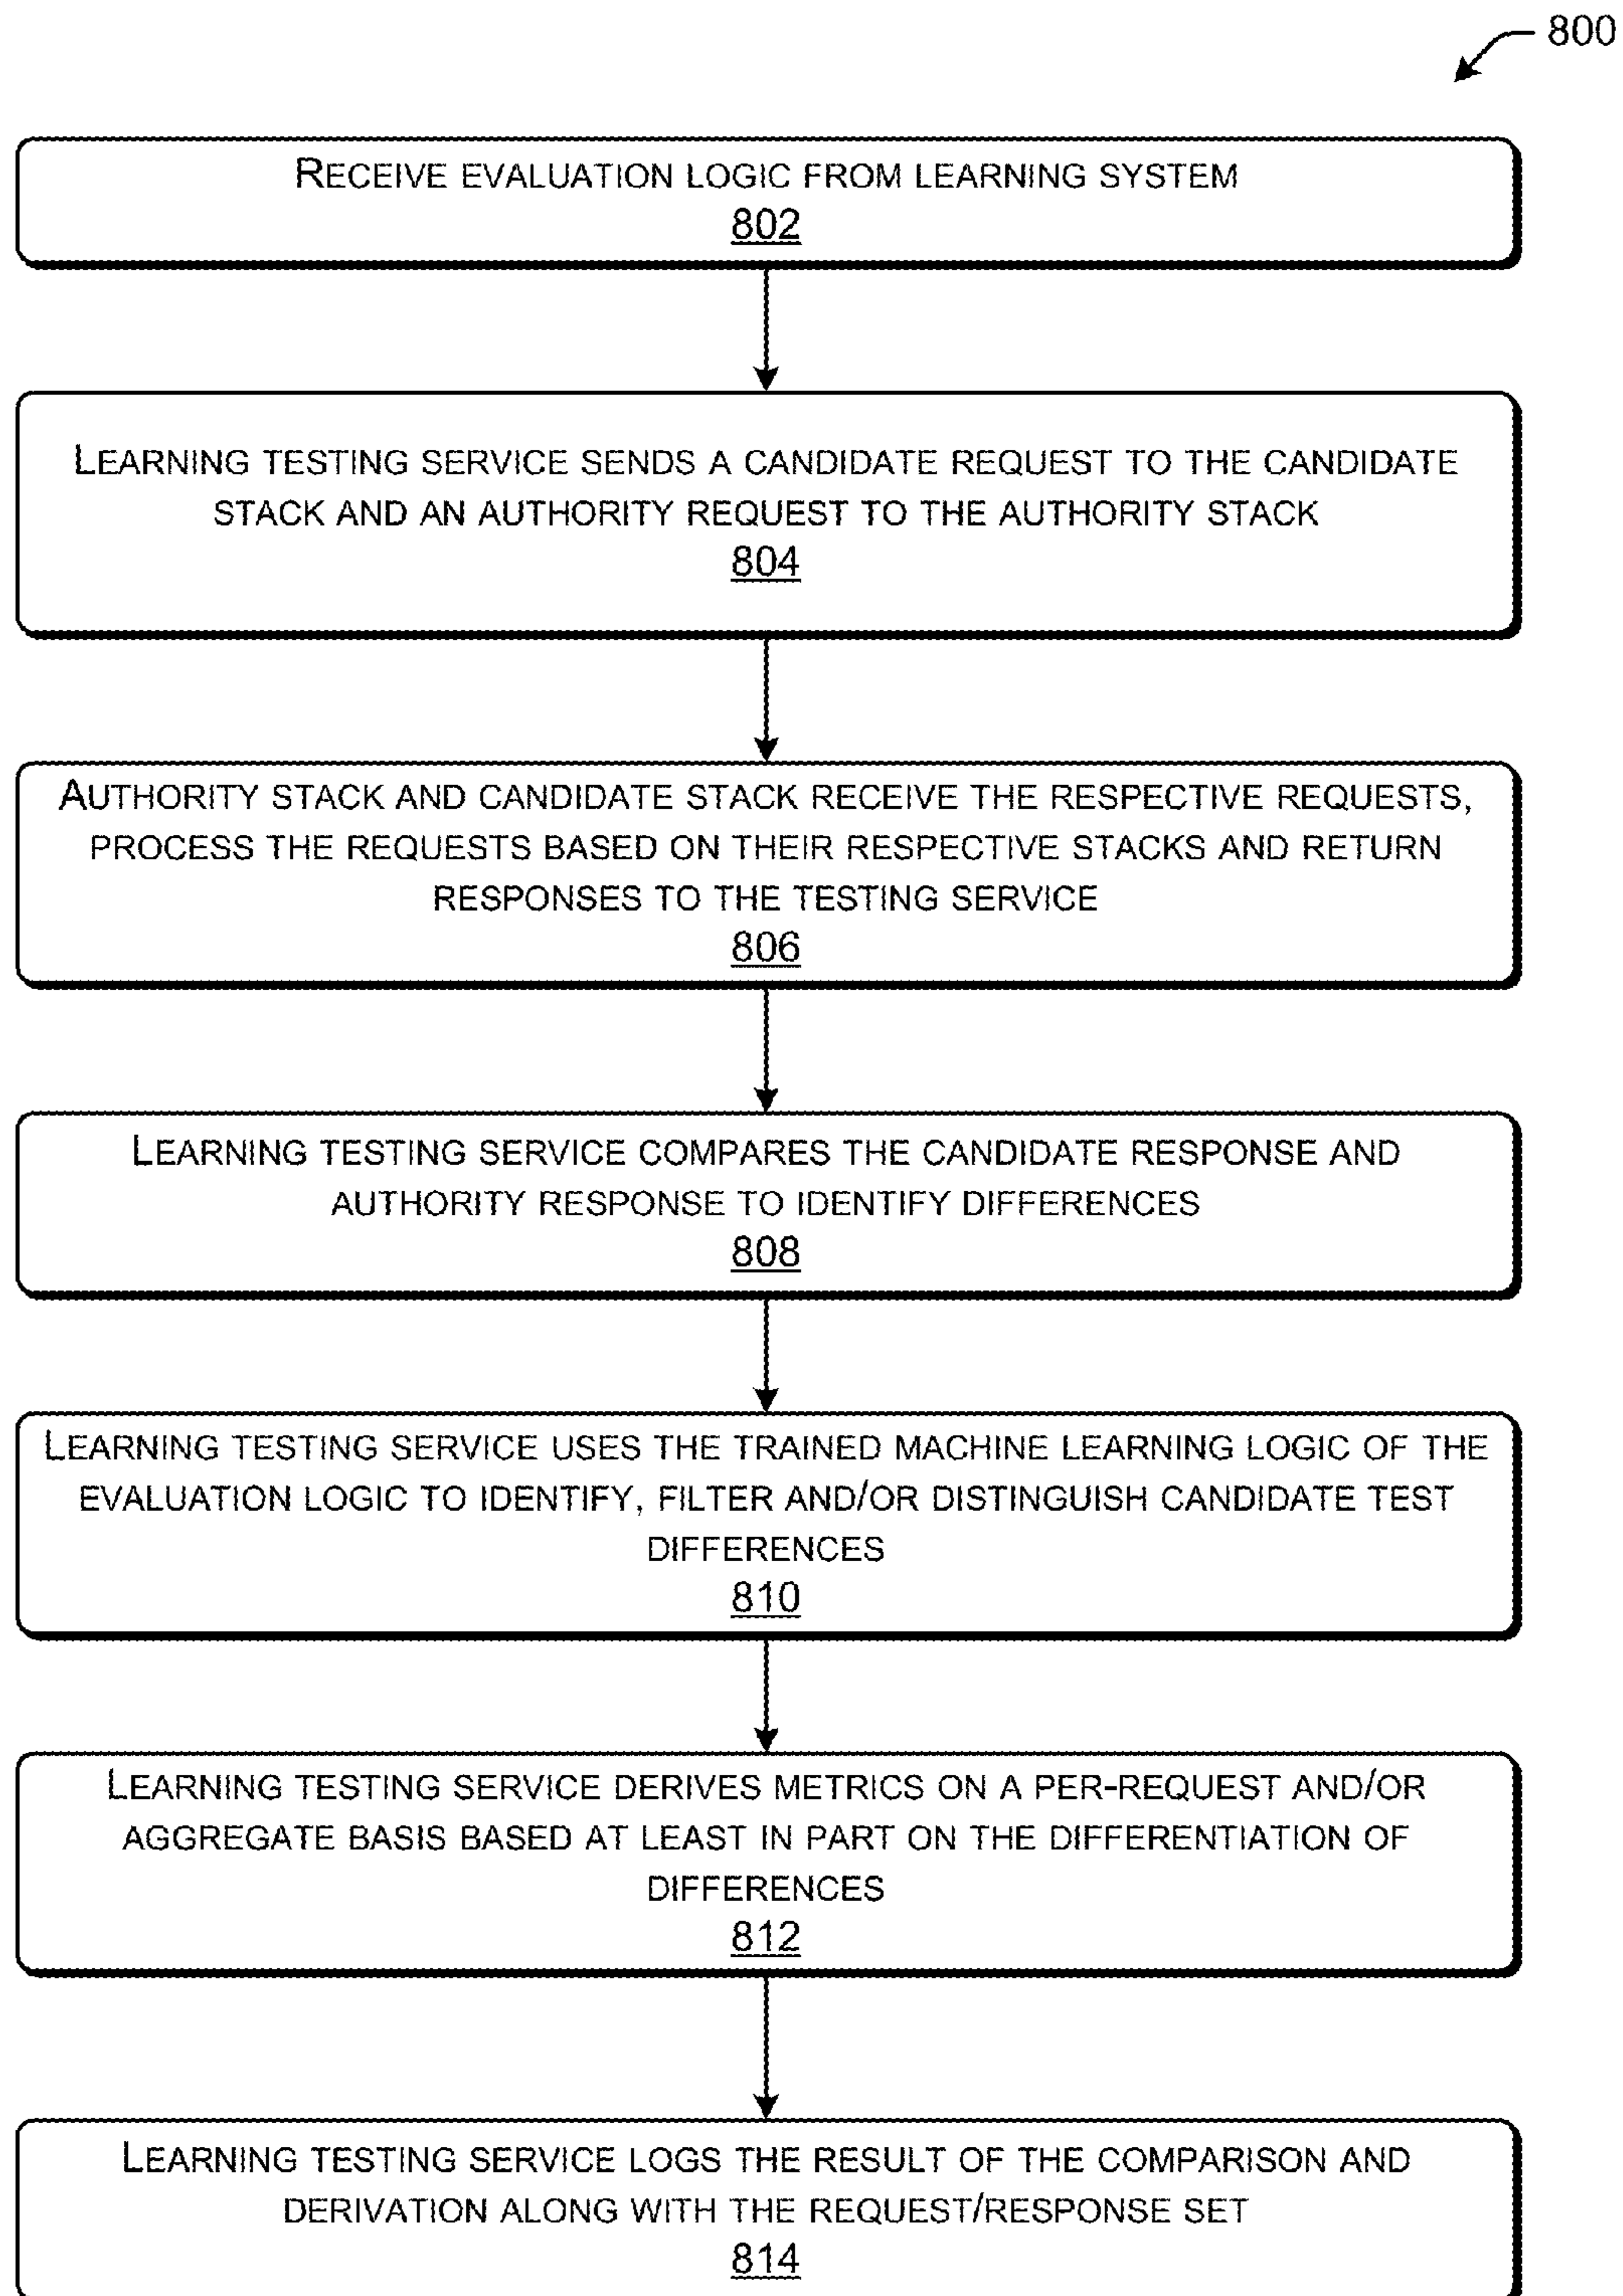 800
RECEIVE EVALUATION LOGIC FROM LEARNING SYSTEM
802
LEARNING TESTING SERVICE SENDS A CANDIDATE REQUEST TO THE CANDIDATE
STACK AND AN AUTHORITY REQUEST TO THE AUTHORITY STACK
804
AUTHORITY STACK AND CANDIDATE STACK RECEIVE THE RESPECTIVE REQUESTS,
PROCESS THE REQUESTS BASED ON THEIR RESPECTIVE STACKS AND RETURN
RESPONSES TO THE TESTING SERVICE
806
LEARNING TESTING SERVICE COMPARES THE CANDIDATE RESPONSE AND
AUTHORITY RESPONSE TO IDENTIFY DIFFERENCES
808
LEARNING TESTING SERVICE USES THE TRAINED MACHINE LEARNING LOGIC OF THE
EVALUATION LOGIC TO IDENTIFY, FILTER AND/OR DISTINGUISH CANDIDATE TEST
DIFFERENCES
810
LEARNING TESTING SERVICE DERIVES METRICS ON A PER-REQUEST AND/OR
AGGREGATE BASIS BASED AT LEAST IN PART ON THE DIFFERENTIATION OF
DIFFERENCES
812
LEARNING TESTING SERVICE LOGS THE RESULT OF THE COMPARISON AND
DERIVATION ALONG WITH THE REQUEST/RESPONSE SET
814